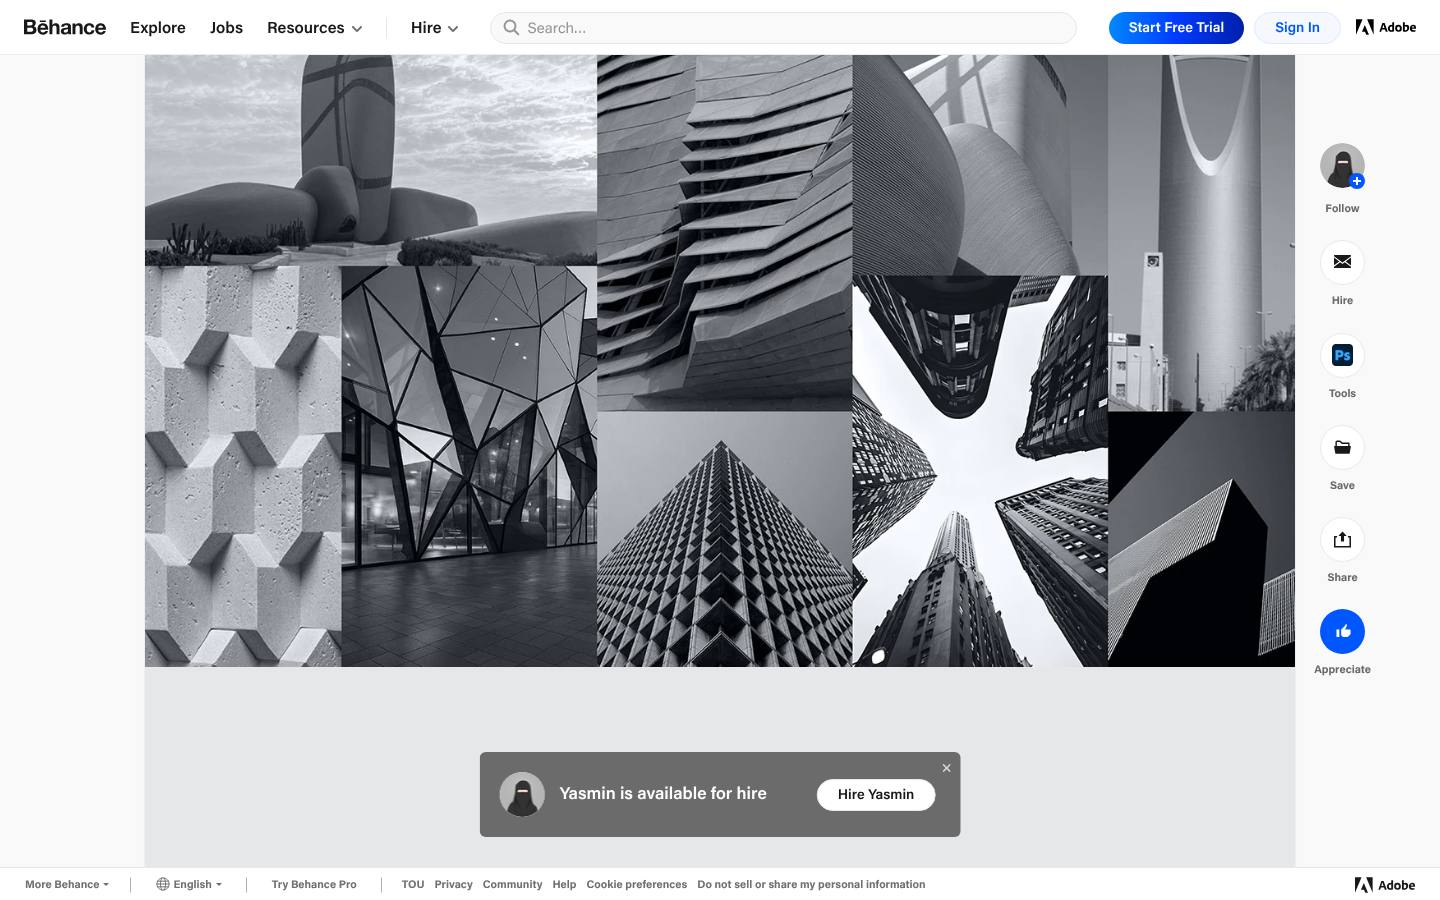 Bēhance
Explore
Jobs
Resources
Hire
Search...
Start Free Trial
Sign In
Adobe
Follow
Hire
Ps
Tools
Save
Share
Appreciate
Yasmin is available for hire
Hire Yasmin
More Behance
English
Try Behance Pro
TOU
Privacy
Community
Help
Cookie preferences
Do not sell or share my personal information
Adobe